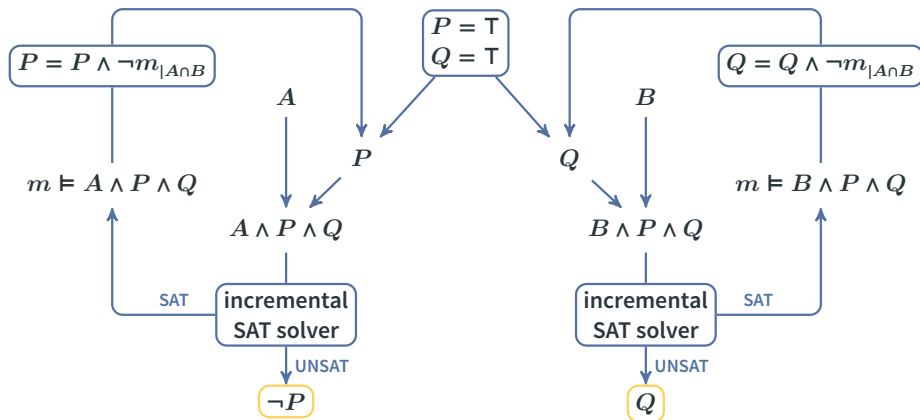 P = ⊤
Q = ⊤
P = P ∧ ¬m|A∩B
Q = Q ∧ ¬m|A∩B
A
B
P
Q
m ⊨ A ∧ P ∧ Q
m ⊨ B ∧ P ∧ Q
A ∧ P ∧ Q
B ∧ P ∧ Q
SAT
incremental
SAT solver
incremental
SAT solver
SAT
UNSAT
UNSAT
¬P
Q